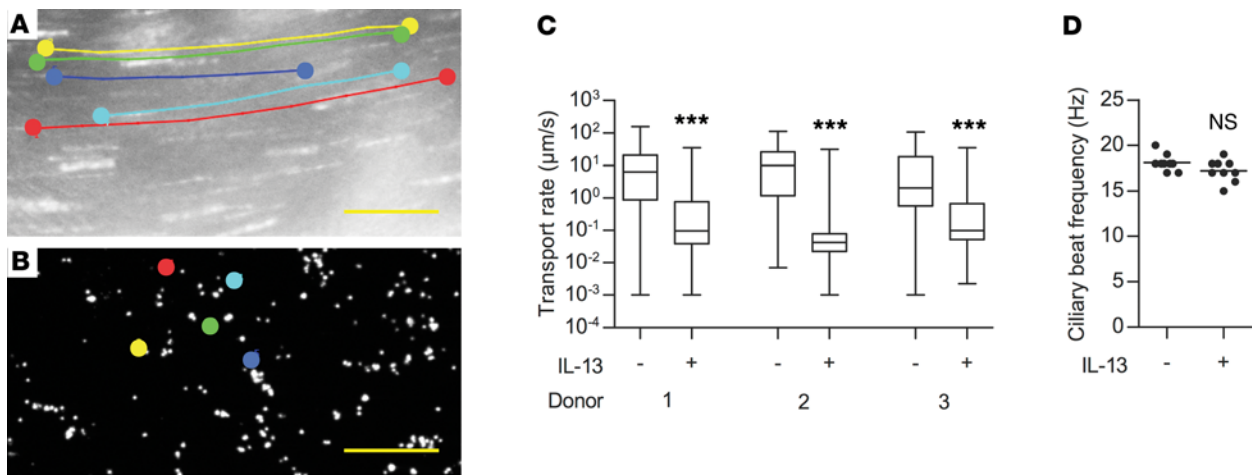 A
B
C
Transport rate (μm/s)
10³
10²
10¹
10⁰
10⁻¹
10⁻²
10⁻³
10⁻⁴
*** *** ***
IL-13 - + - + - +
Donor 1 2 3
D
Ciliary beat frequency (Hz)
25
20
15
10
5
0
NS
IL-13 - +